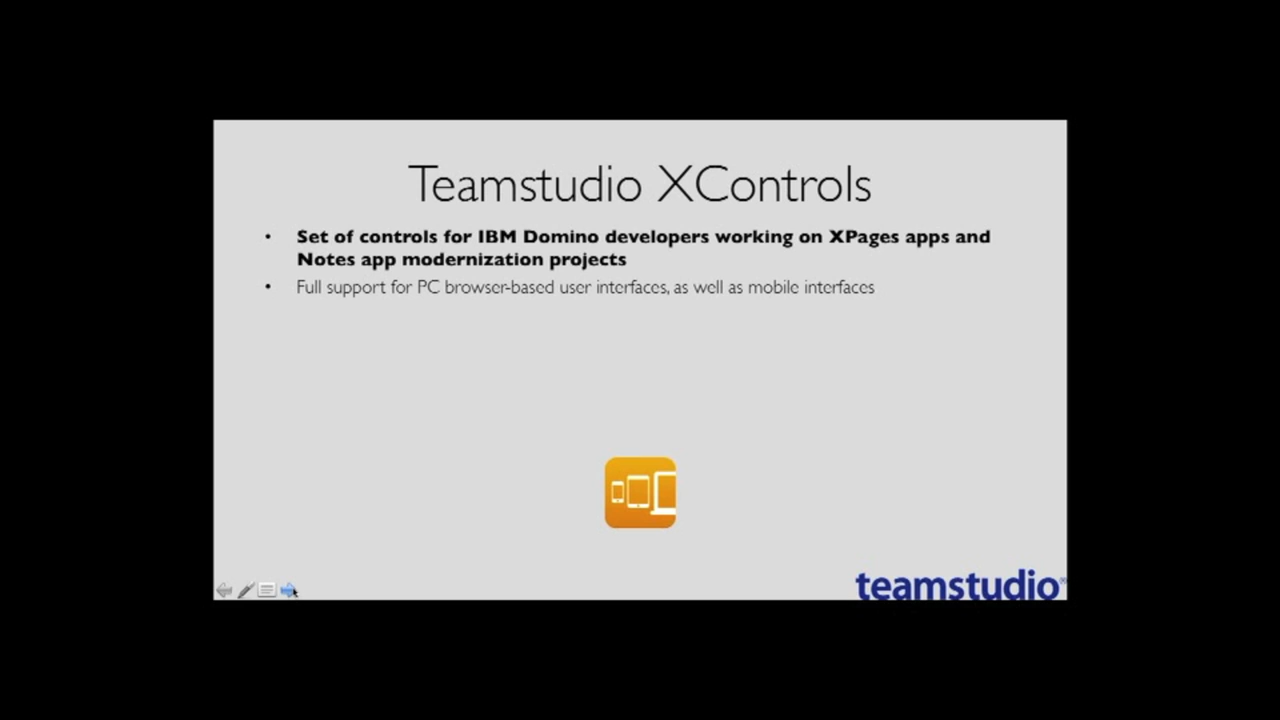 Teamstudio XControls
• Set of controls for IBM Domino developers working on XPages apps and
Notes app modernization projects
• Full support for PC browser-based user interfaces, as well as mobile interfaces
teamstudio®